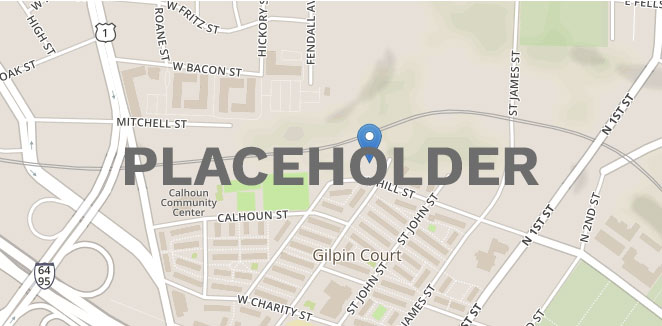 E FELLS
HIGH ST
ROANE ST
W FRITZ ST
HICKORY ST
FENDALL AV
1
OAK ST
W BACON ST
ST JAMES ST
N 1ST ST
MITCHELL ST
PLACEHOLDER
Calhoun
Community
Center
HILL ST
CALHOUN ST
ST JOHN ST
N 1ST ST
N 2ND ST
Gilpin Court
64
95
W CHARITY ST
ST JOHN ST
JAMES ST